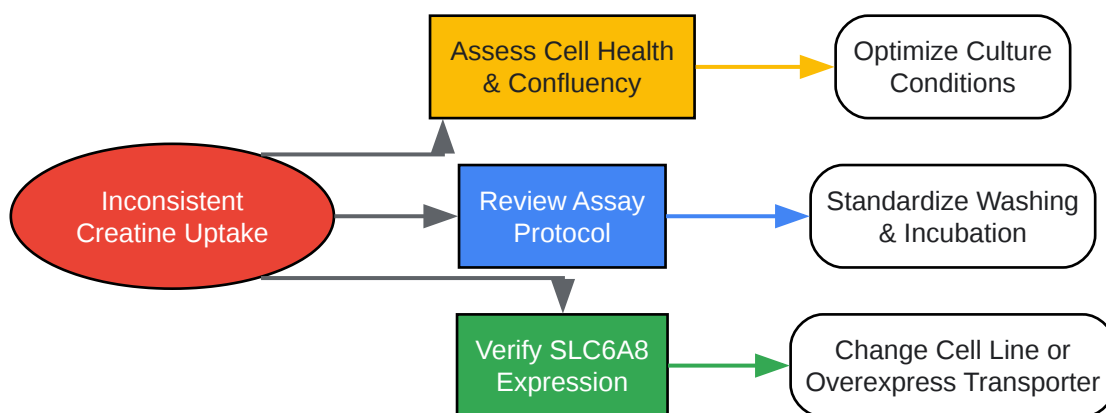 Assess Cell Health
& Confluency
Optimize Culture
Conditions
Inconsistent
Creatine Uptake
Review Assay
Protocol
Standardize Washing
& Incubation
Verify SLC6A8
Expression
Change Cell Line or
Overexpress Transporter